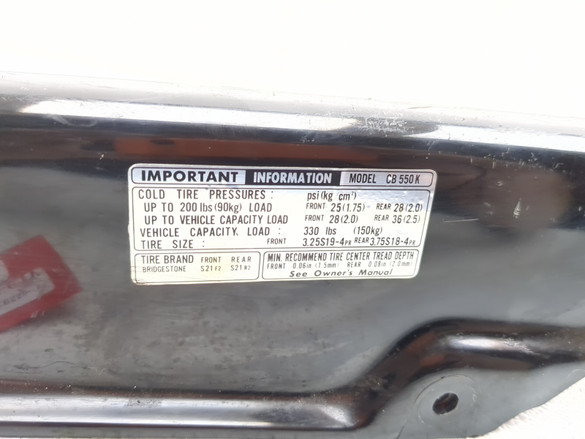 IMPORTANT INFORMATION MODEL CB 550 K
COLD TIRE PRESSURES : psi(kg/cm²)
UP TO 200 lbs (90kg) LOAD FRONT 25(1.75)- REAR 28(2.0)
UP TO VEHICLE CAPACITY LOAD FRONT 28(2.0) REAR 36(2.5)
VEHICLE CAPACITY. LOAD : 330 lbs (150kg)
TIRE SIZE : FRONT 3.25S19-4PR REAR 3.75S18-4PR
TIRE BRAND FRONT REAR
BRIDGESTONE S21F2 S21R2
MIN. RECOMMEND TIRE CENTER TREAD DEPTH
FRONT 0.06in (1.5mm) REAR 0.08in (2.0mm)
See Owner's Manual